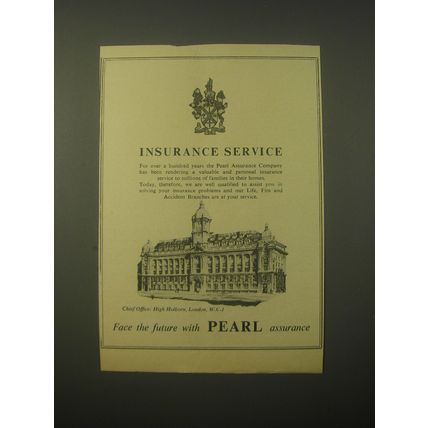 INSURANCE SERVICE
For over a hundred years the Pearl Assurance Company
has been rendering a valuable and personal insurance
service to millions of families in their homes.
Today, therefore, we are well qualified to assist you in
solving your insurance problems and our Life, Fire and
Accident Branches are at your service.
Chief Office: High Holborn, London, W.C.1
Face the future with PEARL assurance